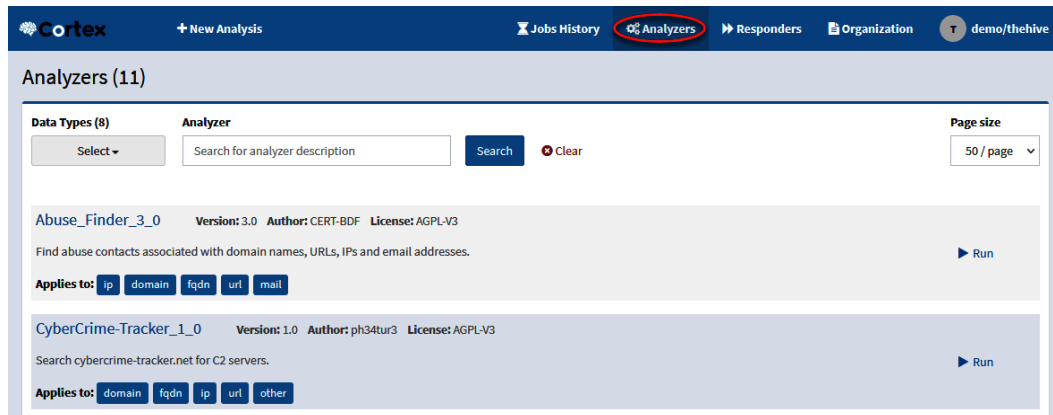 Cortex + New Analysis Jobs History Analyzers Responders Organization T demo/thehive
Analyzers (11)
Data Types (8) Analyzer Page size
Select Search for analyzer description Search Clear 50 / page
Abuse_Finder_3_0 Version: 3.0 Author: CERT-BDF License: AGPL-V3
Find abuse contacts associated with domain names, URLs, IPs and email addresses.
Run
Applies to: ip domain fqdn url mail
CyberCrime-Tracker_1_0 Version: 1.0 Author: ph34tur3 License: AGPL-V3
Search cybercrime-tracker.net for C2 servers.
Run
Applies to: domain fqdn ip url other